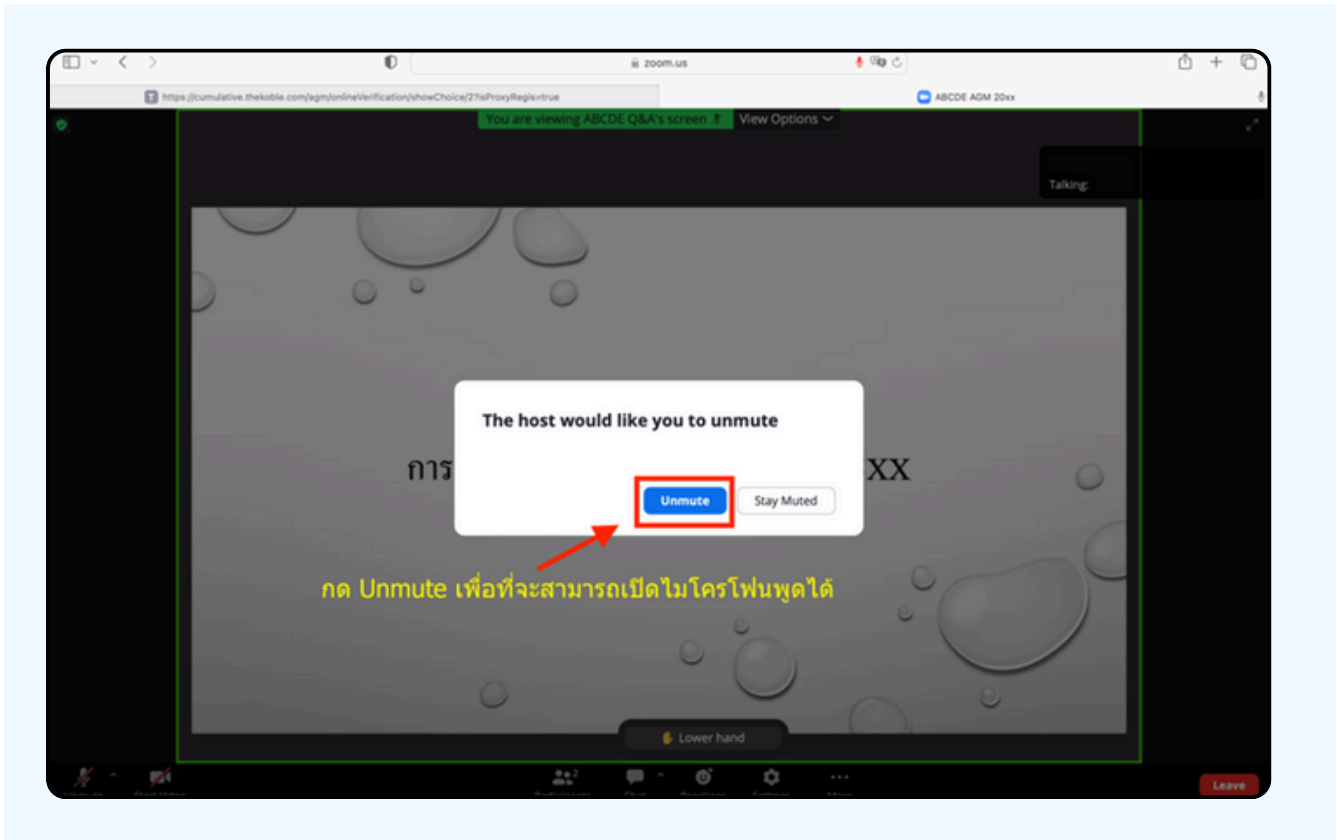 zoom.us
https://cumulative.thekoble.com/agm/onlineVerification/showChoice/2?isProxyRegis=true
ABCDE AGM 20xx
You are viewing ABCDE Q&A's screen
View Options
Talking:
The host would like you to unmute
การ
XX
Unmute
Stay Muted
กด Unmute เพื่อที่จะสามารถเปิดไมโครโฟนพูดได้
Lower hand
2
Leave